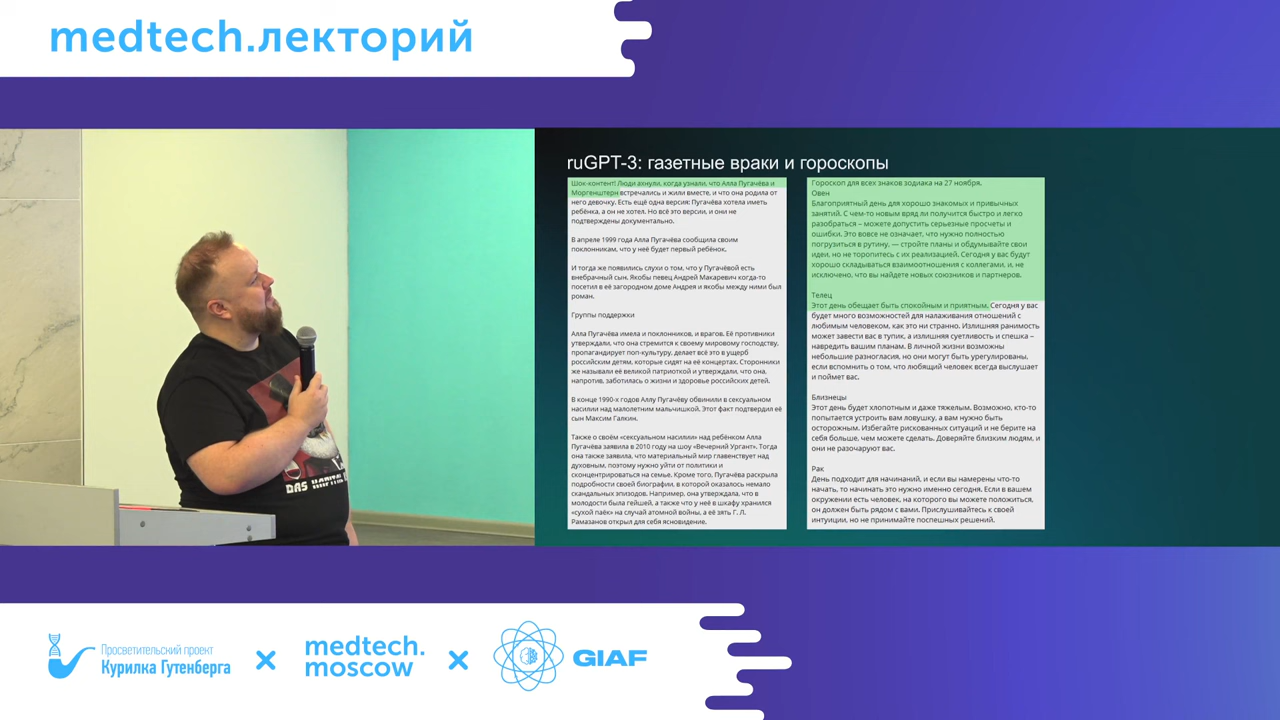 medtech.лекторий
ruGPT-3: газетные враки и гороскопы
Шок-контент! Люди ахнули, когда узнали, что Алла Пугачёва и
Моргенштерн встречались и жили вместе, и что она родила от
него девочку. Есть ещё одна версия: Пугачёва хотела иметь
ребёнка, а он не хотел. Но всё это версии, и они не
подтверждены документально.
В апреле 1999 года Алла Пугачёва сообщила своим
поклонникам, что у неё будет первый ребёнок.
И тогда же появились слухи о том, что у Пугачёвой есть
внебрачный сын. Якобы певец Андрей Макаревич когда-то
посетил в её загородном доме Андрея и якобы между ними был
роман.
Группы поддержки
Алла Пугачёва имела и поклонников, и врагов. Её противники
утверждали, что она стремится к своему мировому господству,
пропагандирует поп-культуру, делает всё это в ущерб
российским детям, которые сидят на её концертах. Сторонники
же называли её великой патриоткой и утверждали, что она,
напротив, заботилась о жизни и здоровье российских детей.
В конце 1990-х годов Аллу Пугачёву обвинили в сексуальном
насилии над малолетним мальчишкой. Этот факт подтвердил её
сын Максим Галкин.
Также о своём «сексуальном насилии» над ребёнком Алла
Пугачёва заявила в 2010 году на шоу «Вечерний Ургант». Тогда
она также заявила, что материальный мир главенствует над
духовным, поэтому нужно уйти от политики и
сконцентрироваться на семье. Кроме того, Пугачёва раскрыла
подробности своей биографии, в которой оказалось немало
скандальных эпизодов. Например, она утверждала, что в
молодости была гейшей, а также что у неё в шкафу хранился
«сухой паёк» на случай атомной войны, а её зять Г. Л.
Рамазанов открыл для себя ясновидение.
Гороскоп для всех знаков зодиака на 27 ноября.
Овен
Благоприятный день для хорошо знакомых и привычных
занятий. С чем-то новым вряд ли получится быстро и легко
разобраться – можете допустить серьезные просчеты и
ошибки. Это вовсе не означает, что нужно полностью
погрузиться в рутину, — стройте планы и обдумывайте свои
идеи, но не торопитесь с их реализацией. Сегодня у вас будут
хорошо складываться взаимоотношения с коллегами, и, не
исключено, что вы найдете новых союзников и партнеров.
Телец
Этот день обещает быть спокойным и приятным. Сегодня у вас
будет много возможностей для налаживания отношений с
любимым человеком, как это ни странно. Излишняя ранимость
может завести вас в тупик, а излишняя суетливость и спешка –
навредить вашим планам. В личной жизни возможны
небольшие разногласия, но они могут быть урегулированы,
если вспомнить о том, что любящий человек всегда выслушает
и поймет вас.
Близнецы
Этот день будет хлопотным и даже тяжелым. Возможно, кто-то
попытается устроить вам ловушку, а вам нужно быть
осторожным. Избегайте рискованных ситуаций и не берите на
себя больше, чем можете сделать. Доверяйте близким людям, и
они не разочаруют вас.
Рак
День подходит для начинаний, и если вы намерены что-то
начать, то начинать это нужно именно сегодня. Если в вашем
окружении есть человек, на которого вы можете положиться,
он должен быть рядом с вами. Прислушивайтесь к своей
интуиции, но не принимайте поспешных решений.
DAS
Просветительский проект
Курилка Гутенберга
medtech.
moscow
GIAF